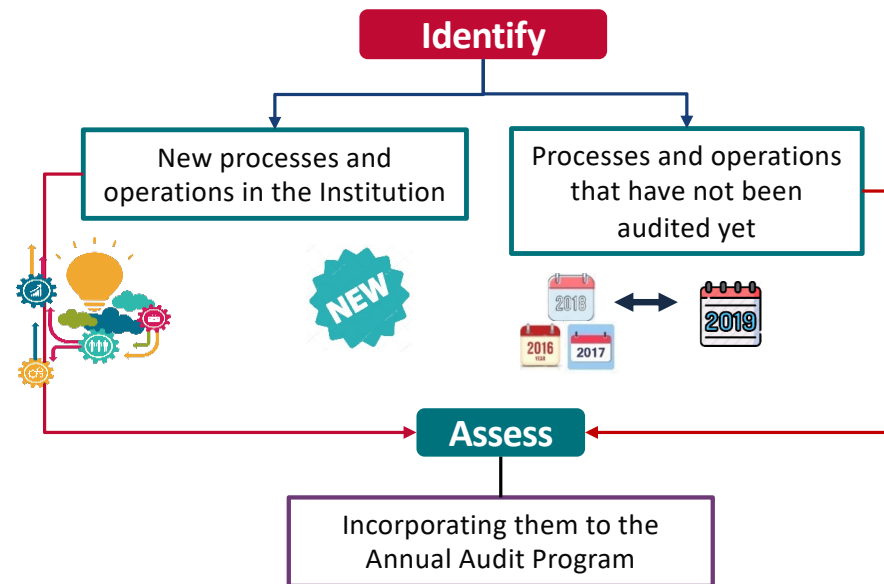 Identify
New processes and
operations in the Institution
Processes and operations
that have not been
audited yet
NEW
2018
2016
YEAR
2017
2019
Assess
Incorporating them to the
Annual Audit Program